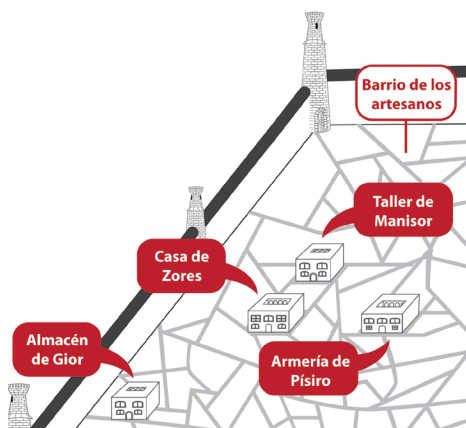 Barrio de los
artesanos
Taller de
Manisor
Casa de
Zores
Almacén
de Gior
Armería de
Písiro